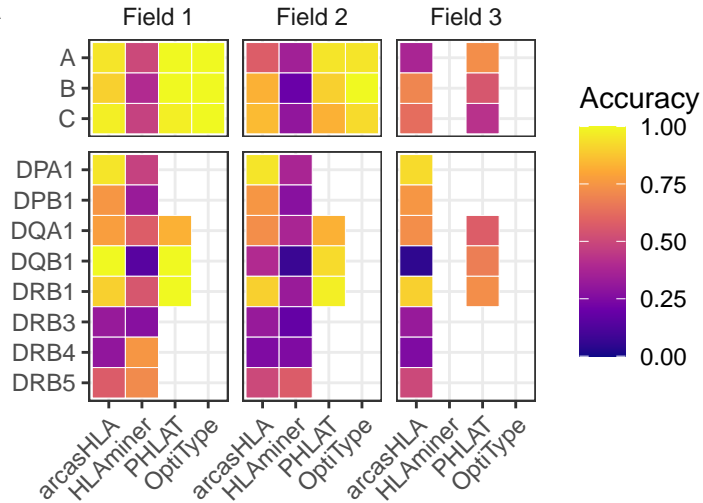 Field 1
Field 2
Field 3
A
B
C
DPA1
DPB1
DQA1
DQB1
DRB1
DRB3
DRB4
DRB5
arcasHLA
HLAminer
PHLAT
OptiType
arcasHLA
HLAminer
PHLAT
OptiType
arcasHLA
HLAminer
PHLAT
OptiType
Accuracy
1.00
0.75
0.50
0.25
0.00